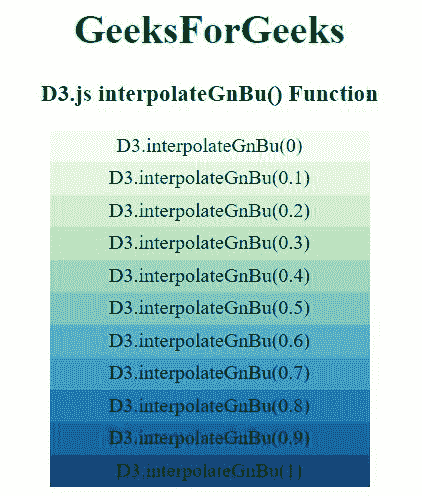 GeeksForGeeks
D3.js interpolateGnBu() Function
D3.interpolateGnBu(0)
D3.interpolateGnBu(0.1)
D3.interpolateGnBu(0.2)
D3.interpolateGnBu(0.3)
D3.interpolateGnBu(0.4)
D3.interpolateGnBu(0.5)
D3.interpolateGnBu(0.6)
D3.interpolateGnBu(0.7)
D3.interpolateGnBu(0.8)
D3.interpolateGnBu(0.9)
D3.interpolateGnBu(1)